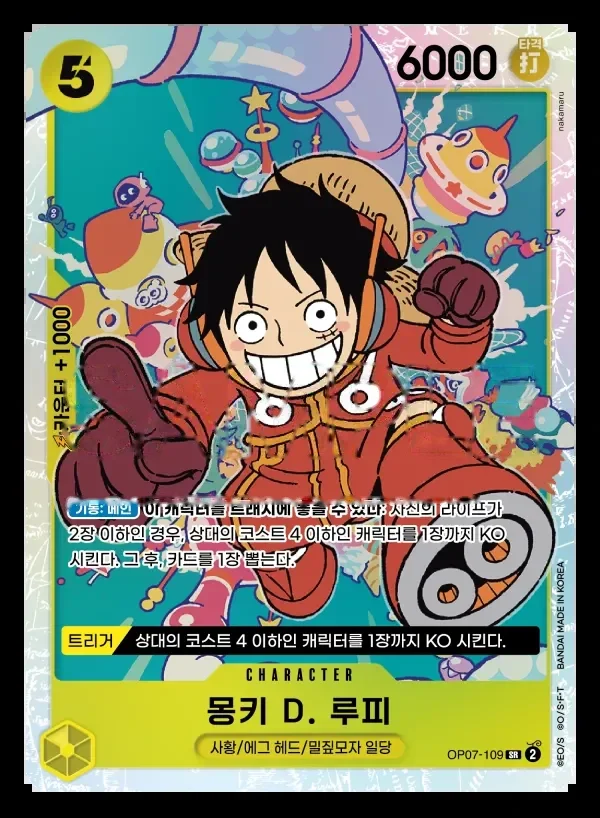 5
6000
타격
打
nakamaru
카운터 +1000
기동: 메인 이 캐릭터를 트래시에 놓을 수 있다: 자신의 라이프가
2장 이하인 경우, 상대의 코스트 4 이하인 캐릭터를 1장까지 KO
시킨다. 그 후, 카드를 1장 뽑는다.
트리거 상대의 코스트 4 이하인 캐릭터를 1장까지 KO 시킨다.
CHARACTER
몽키 D. 루피
사황/에그 헤드/밀짚모자 일당
OP07-109 SR 2
©EO/S ©O/S·F·T BANDAI MADE IN KOREA